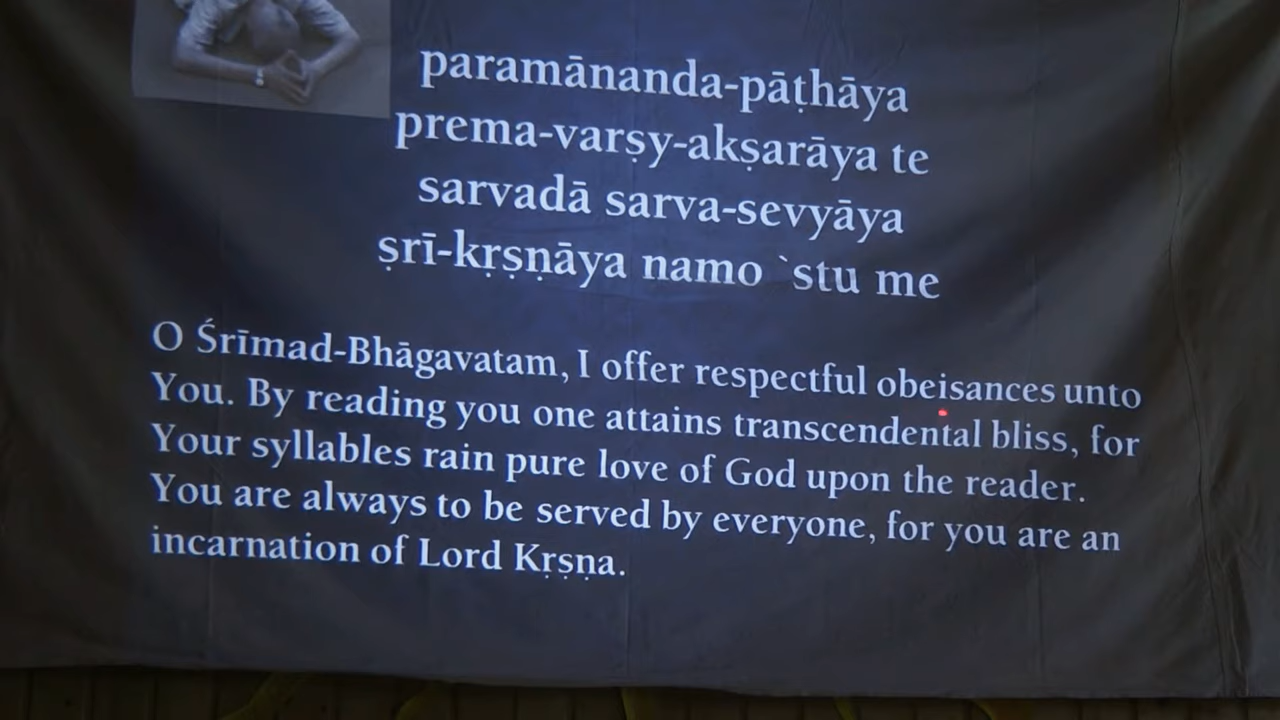 paramānanda-pāṭhāya
prema-varṣy-akṣarāya te
sarvadā sarva-sevyāya
ṣrī-kṛṣṇāya namo `stu me
O Śrīmad-Bhāgavatam, I offer respectful obeisances unto
You. By reading you one attains transcendental bliss, for
Your syllables rain pure love of God upon the reader.
You are always to be served by everyone, for you are an
incarnation of Lord Kṛṣṇa.